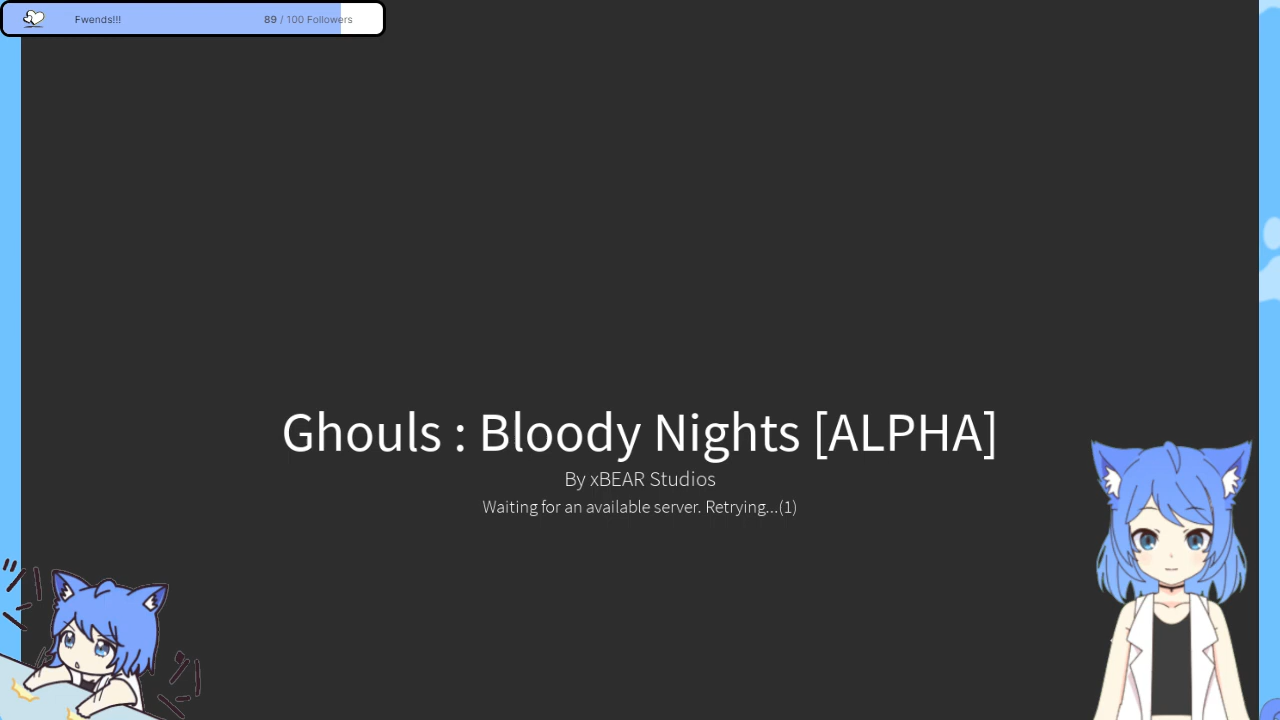 Fwends!!! 89 / 100 Followers
Ghouls : Bloody Nights [ALPHA]
By xBEAR Studios
Waiting for an available server. Retrying...(1)